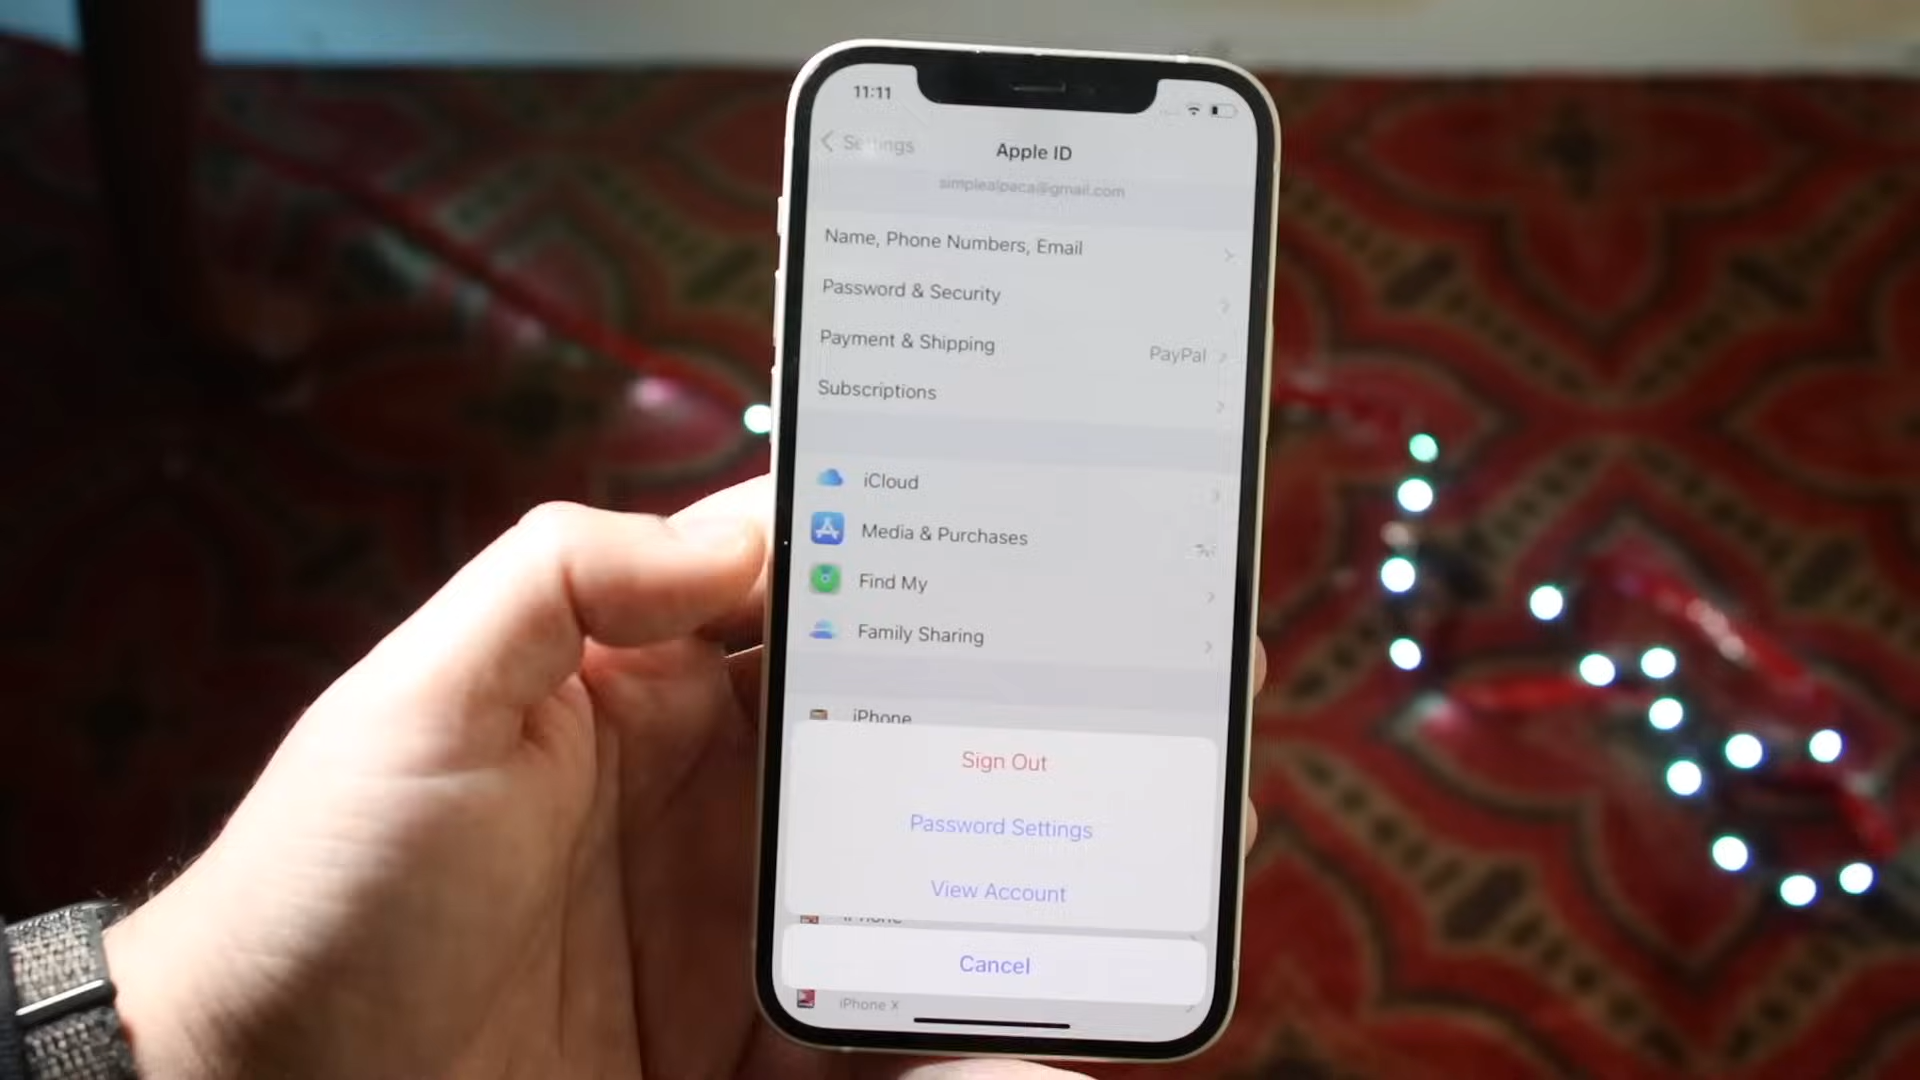 11:11
Settings
Apple ID
simplealpaca@gmail.com
Name, Phone Numbers, Email
Password & Security
Payment & Shipping PayPal
Subscriptions
iCloud
Media & Purchases
Find My
Family Sharing
iPhone
Sign Out
Password Settings
View Account
iPhone
Cancel
iPhone X